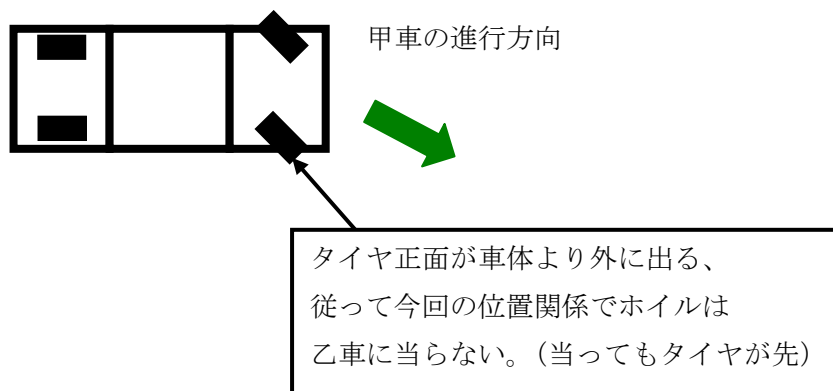 甲車の進行方向
タイヤ正面が車体より外に出る、
従って今回の位置関係でホイルは
乙車に当らない。（当ってもタイヤが先）